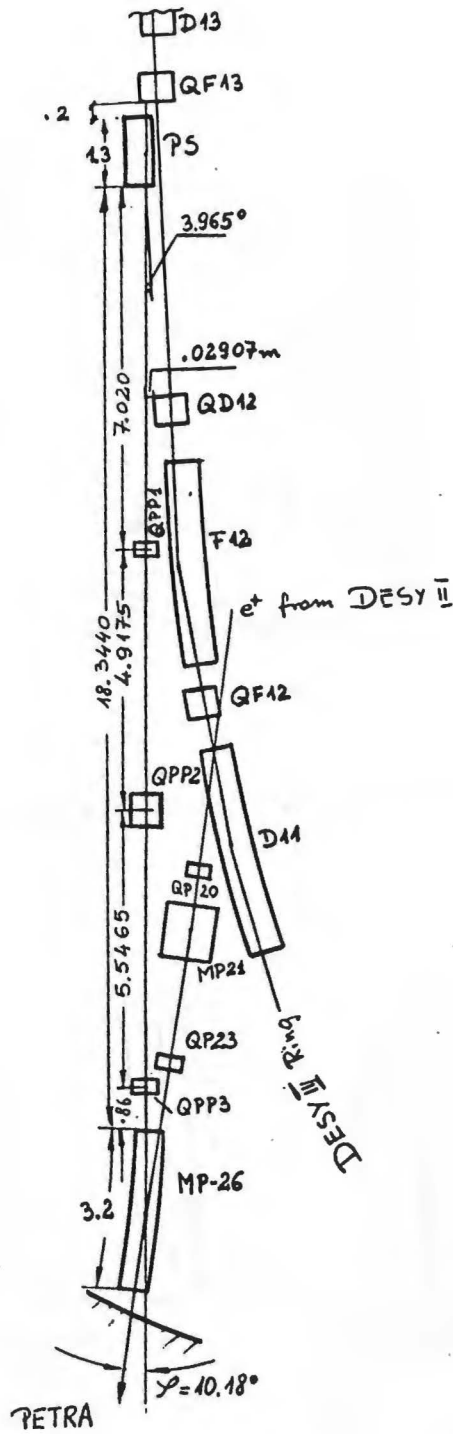 D13
QF13
.2
1.3
PS
3.965°
.02907m
7.020
QD12
QPP1
F12
e⁺ from DESY II
18.3440
4.9175
QF12
QPP2
D11
QP20
MP21
5.5465
DESY III Ring
QP23
.86
QPP3
MP-26
3.2
φ=10.18°
PETRA